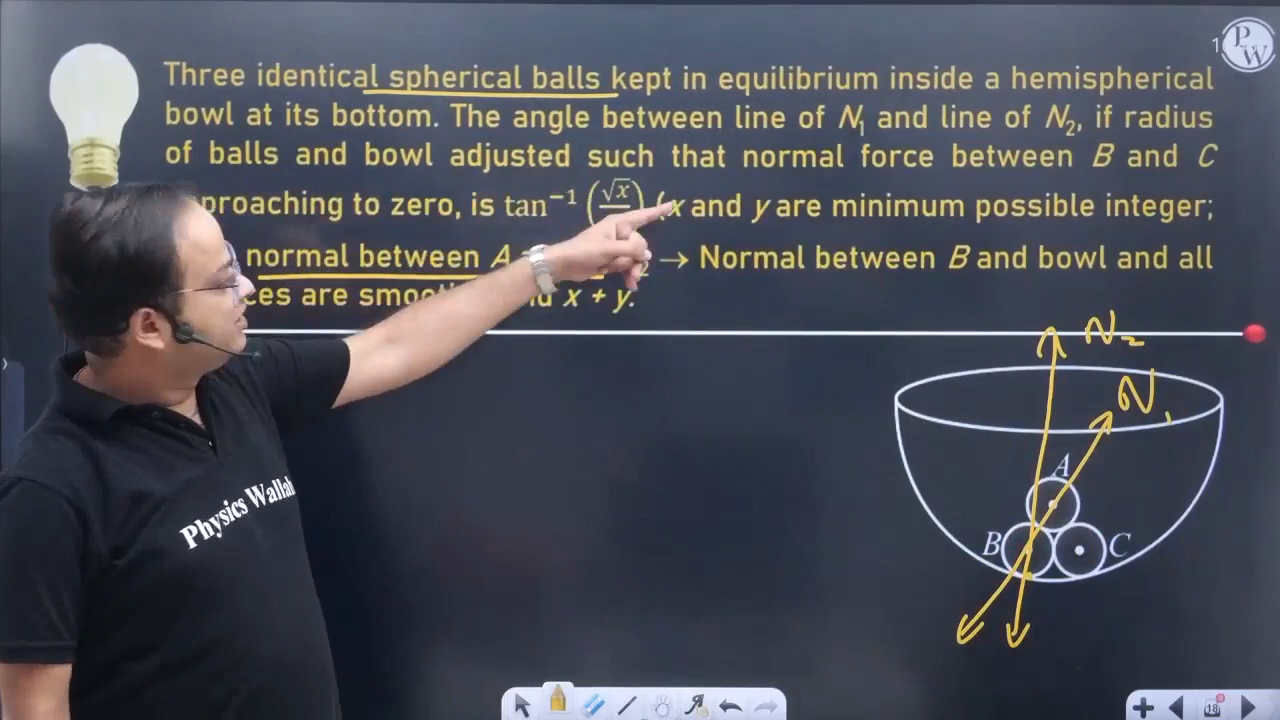 Three identical spherical balls kept in equilibrium inside a hemispherical
bowl at its bottom. The angle between line of N₁ and line of N₂, if radius
of balls and bowl adjusted such that normal force between B and C
proaching to zero, is tan⁻¹ (√x) (x and y are minimum possible integer;
normal between A → Normal between B and bowl and all
ces are smoot x + y.
P
W
N₂
N₁
A
B
C
Physics Wallah
18